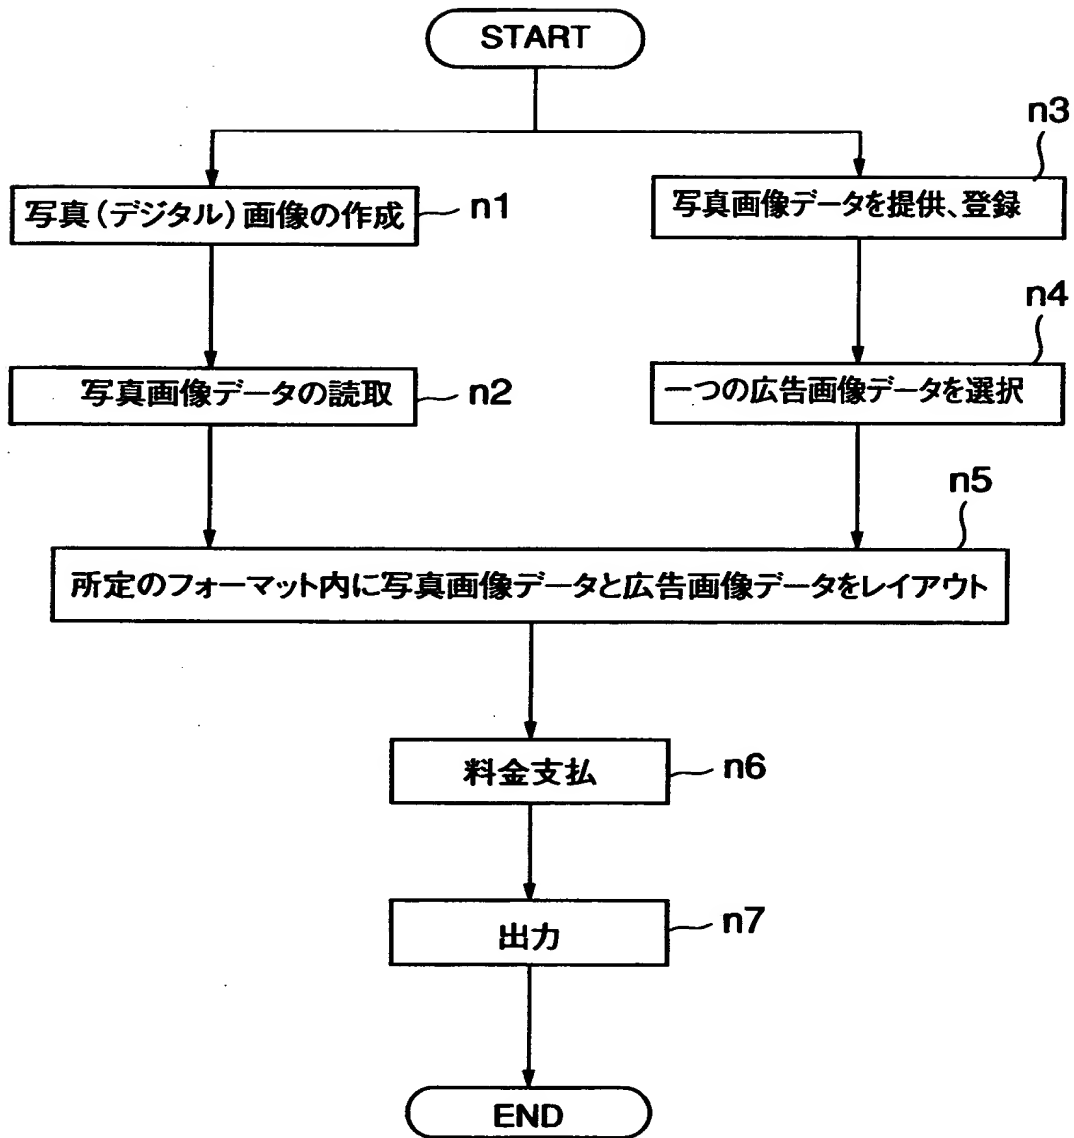 START
n3
写真(デジタル)画像の作成
n1
写真画像データを提供、登録
n4
写真画像データの読取
n2
一つの広告画像データを選択
n5
所定のフォーマット内に写真画像データと広告画像データをレイアウト
料金支払
n6
出力
n7
END